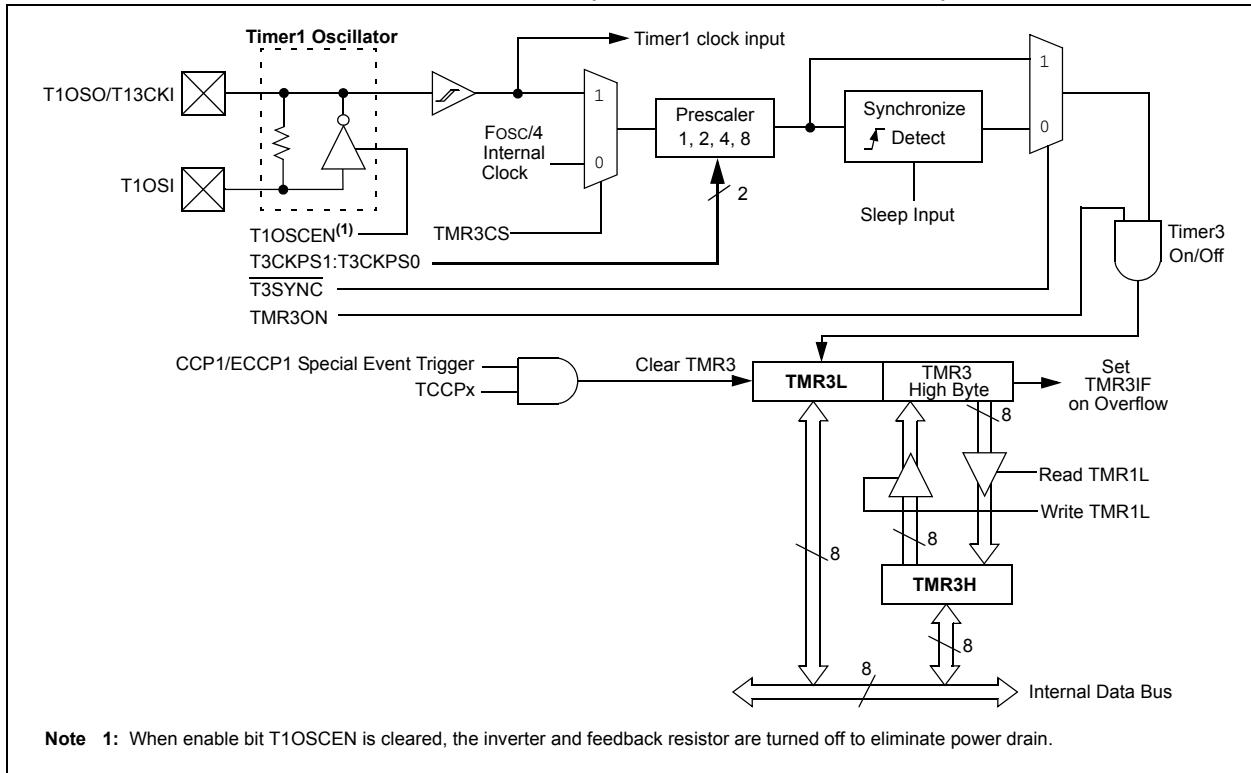 Timer1 Oscillator
Timer1 clock input
T1OSO/T13CKI
1
1
Prescaler
1, 2, 4, 8
Synchronize
Detect
FOSC/4
Internal
Clock
0
0
T1OSI
2
Sleep Input
T1OSCEN(1)
TMR3CS
Timer3
On/Off
T3CKPS1:T3CKPS0
T3SYNC
TMR3ON
CCP1/ECCP1 Special Event Trigger
TCCPx
Clear TMR3
TMR3L
TMR3
High Byte
Set
TMR3IF
on Overflow
8
Read TMR1L
Write TMR1L
8
8
TMR3H
8
8
Internal Data Bus
Note 1: When enable bit T1OSCEN is cleared, the inverter and feedback resistor are turned off to eliminate power drain.